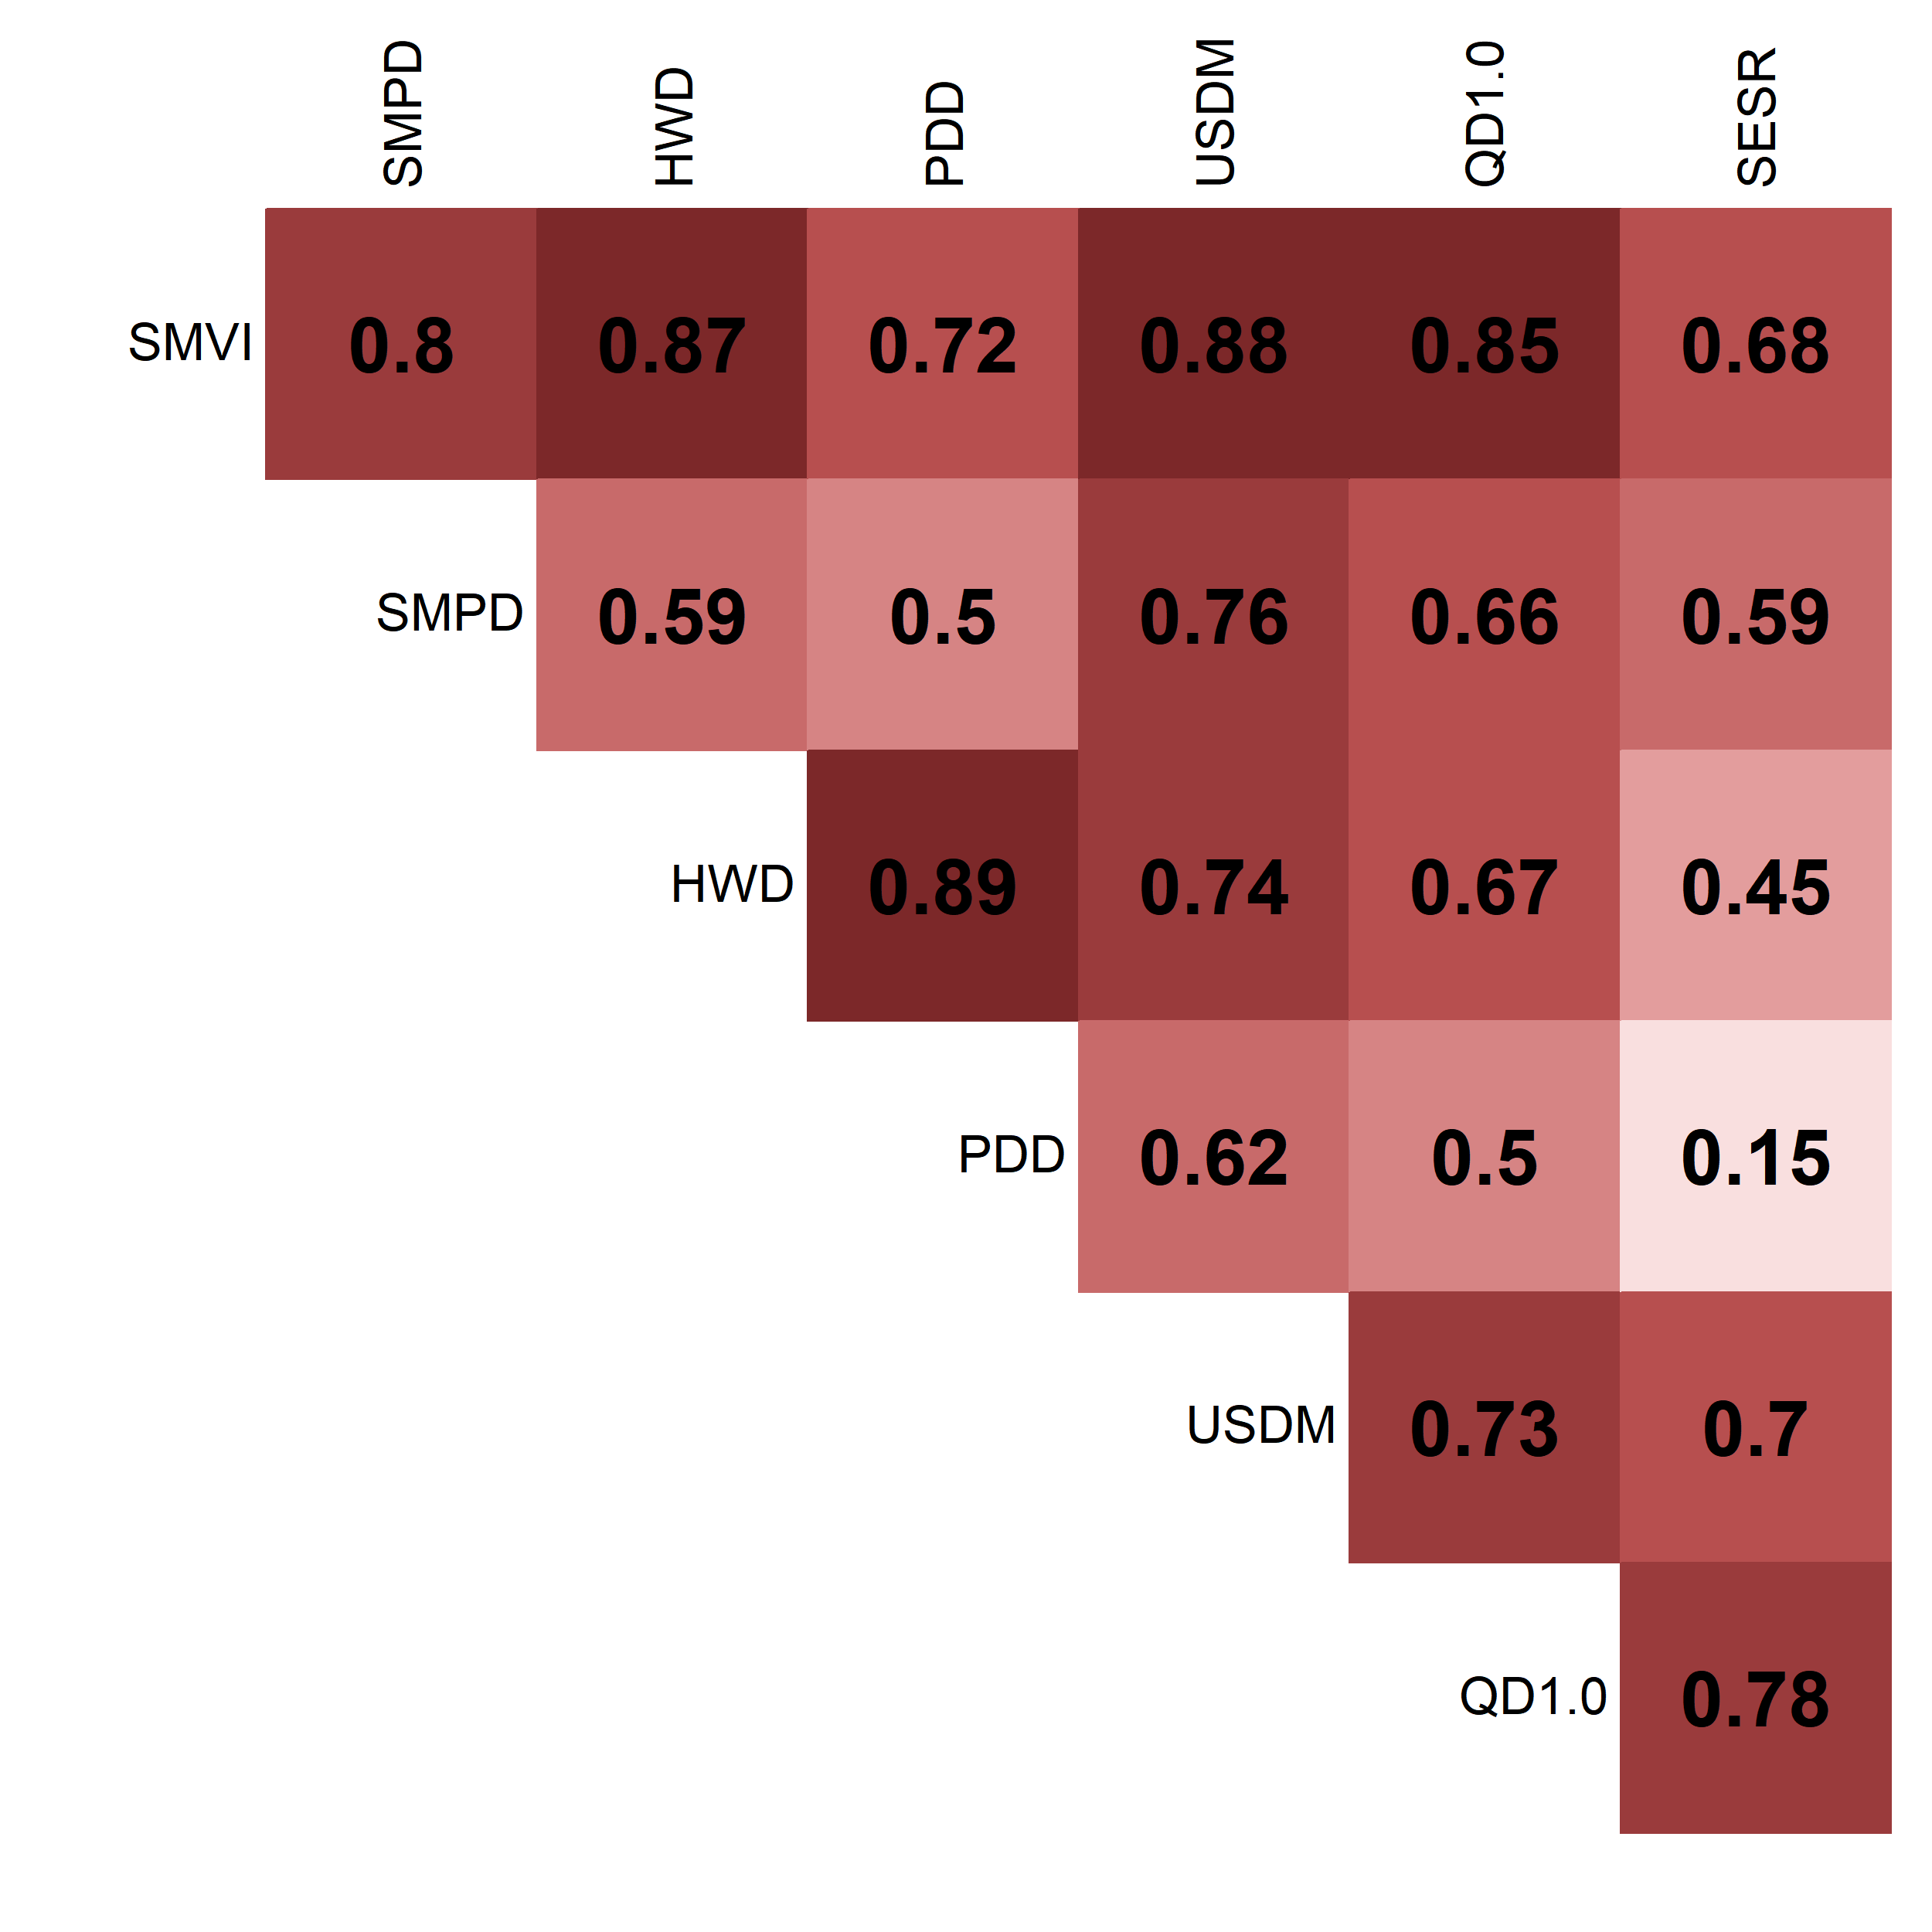 SMPD HWD PDD USDM QD1.0 SESR
SMVI 0.8 0.87 0.72 0.88 0.85 0.68
SMPD 0.59 0.5 0.76 0.66 0.59
HWD 0.89 0.74 0.67 0.45
PDD 0.62 0.5 0.15
USDM 0.73 0.7
QD1.0 0.78